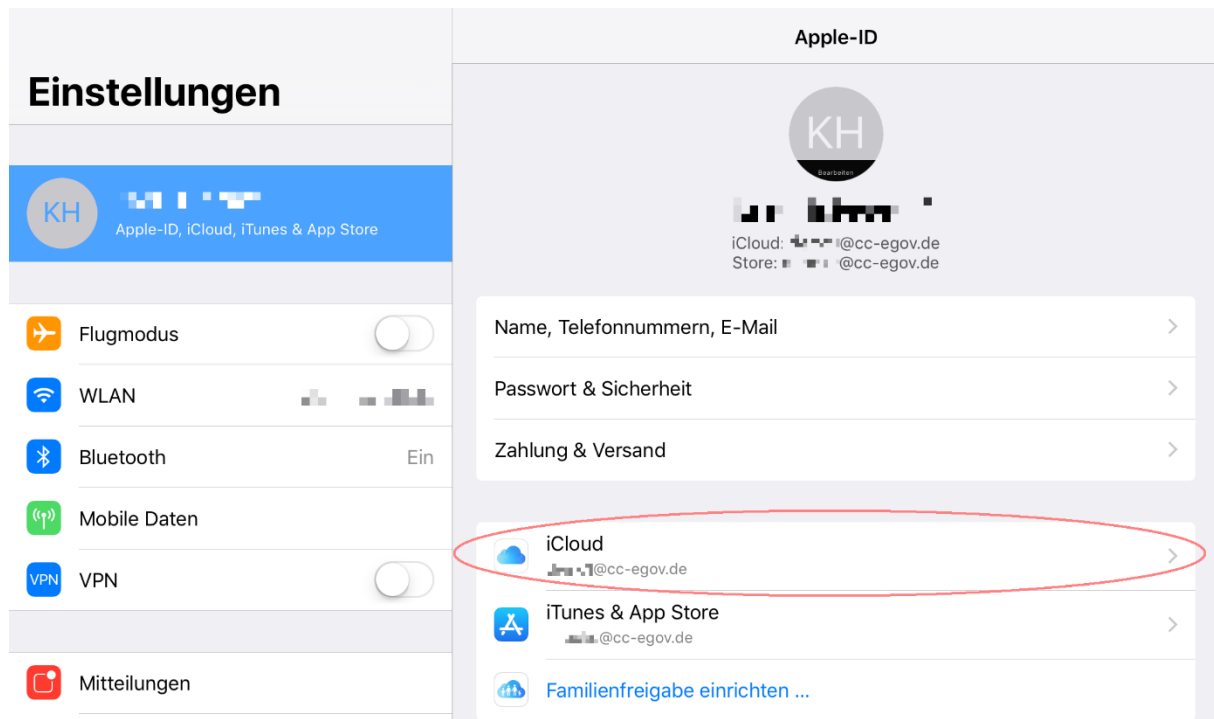 Einstellungen
KH
Apple-ID, iCloud, iTunes & App Store
Flugmodus
WLAN
Bluetooth Ein
Mobile Daten
VPN VPN
Mitteilungen
Apple-ID
KH
Bearbeiten
iCloud: @cc-egov.de
Store: @cc-egov.de
Name, Telefonnummern, E-Mail
Passwort & Sicherheit
Zahlung & Versand
iCloud
@cc-egov.de
iTunes & App Store
@cc-egov.de
Familienfreigabe einrichten ...